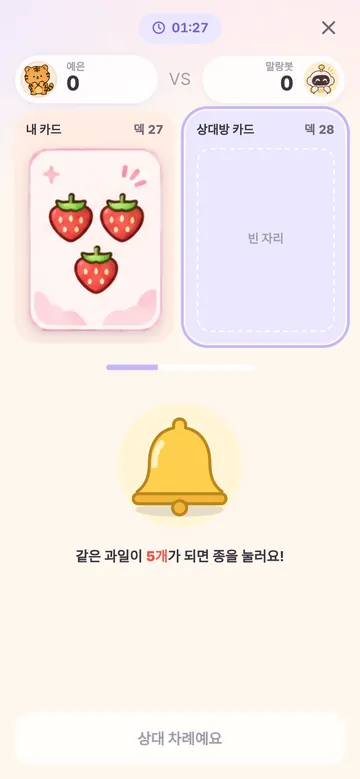 01:27
예은
0
VS
말랑봇
0
내 카드
덱 27
상대방 카드
덱 28
빈 자리
같은 과일이 5개가 되면 종을 눌러요!
상대 차례예요